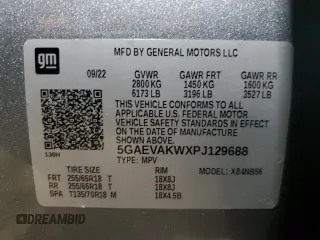 gm
MFD BY GENERAL MOTORS LLC
09/22 GVWR GAWR FRT GAWR RR
2800 KG 1450 KG 1600 KG
6173 LB 3196 LB 3527 LB
THIS VEHICLE CONFORMS TO ALL
APPLICABLE U.S. FEDERAL MOTOR
VEHICLE SAFETY STANDARDS IN
EFFECT ON THE DATE OF
MANUFACTURE SHOWN ABOVE.
136H 5GAEVAKWXPJ129688
TYPE: MPV MODEL: X84NB56
TIRE SIZE RIM
FRT 255/65R18 T 18X8J
RR 255/65R18 T 18X8J
SPA T135/70R18 M 18X4.5B
AUTOBIDMASTER